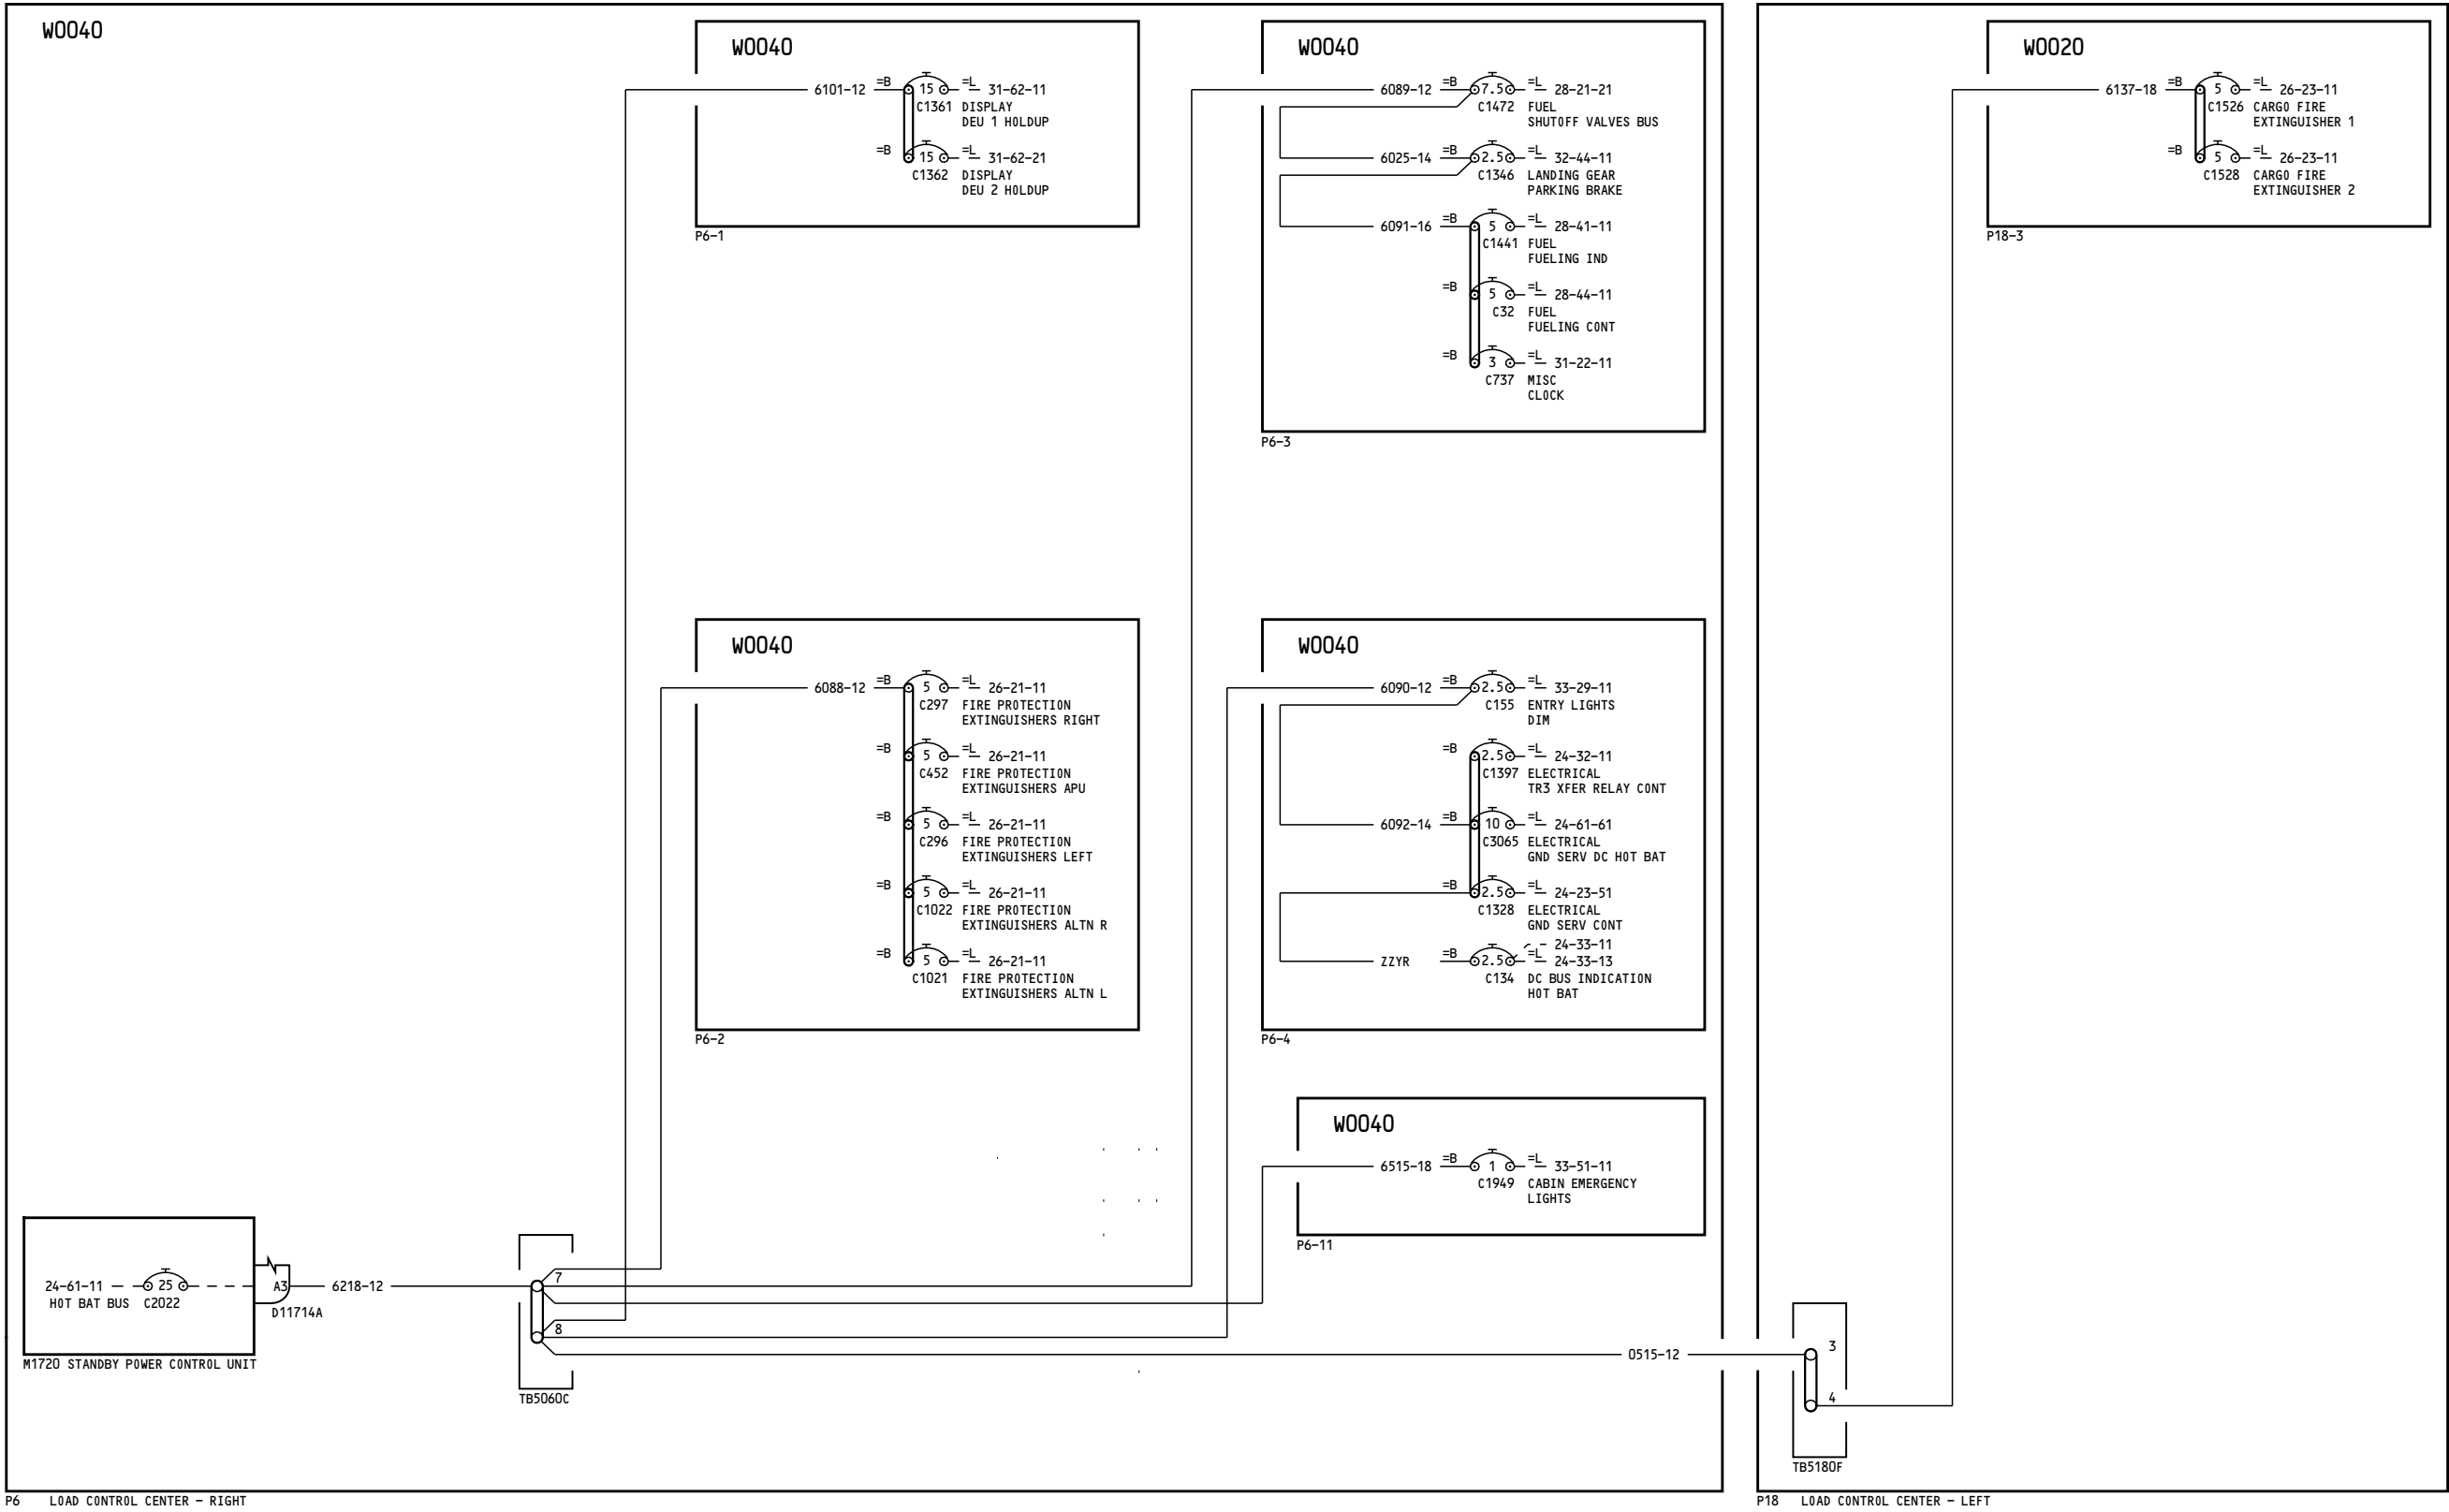 W0040
W0040
6101-12 =B 15 =L 31-62-11
C1361 DISPLAY
DEU 1 HOLDUP
=B 15 =L 31-62-21
C1362 DISPLAY
DEU 2 HOLDUP
P6-1
W0040
6089-12 =B 7.5 =L 28-21-21
C1472 FUEL
SHUTOFF VALVES BUS
6025-14 =B 2.5 =L 32-44-11
C1346 LANDING GEAR
PARKING BRAKE
6091-16 =B 5 =L 28-41-11
C1441 FUEL
FUELING IND
=B 5 =L 28-44-11
C32 FUEL
FUELING CONT
=B 3 =L 31-22-11
C737 MISC
CLOCK
P6-3
W0020
6137-18 =B 5 =L 26-23-11
C1526 CARGO FIRE
EXTINGUISHER 1
=B 5 =L 26-23-11
C1528 CARGO FIRE
EXTINGUISHER 2
P18-3
W0040
6088-12 =B 5 =L 26-21-11
C297 FIRE PROTECTION
EXTINGUISHERS RIGHT
=B 5 =L 26-21-11
C452 FIRE PROTECTION
EXTINGUISHERS APU
=B 5 =L 26-21-11
C296 FIRE PROTECTION
EXTINGUISHERS LEFT
=B 5 =L 26-21-11
C1022 FIRE PROTECTION
EXTINGUISHERS ALTN R
=B 5 =L 26-21-11
C1021 FIRE PROTECTION
EXTINGUISHERS ALTN L
P6-2
W0040
6090-12 =B 2.5 =L 33-29-11
C155 ENTRY LIGHTS
DIM
=B 2.5 =L 24-32-11
C1397 ELECTRICAL
TR3 XFER RELAY CONT
6092-14 =B 10 =L 24-61-61
C3065 ELECTRICAL
GND SERV DC HOT BAT
=B 2.5 =L 24-23-51
C1328 ELECTRICAL
GND SERV CONT
24-33-11
ZZYR =B 2.5 =L 24-33-13
C134 DC BUS INDICATION
HOT BAT
P6-4
W0040
6515-18 =B 1 =L 33-51-11
C1949 CABIN EMERGENCY
LIGHTS
P6-11
24-61-11 25 A3 6218-12
HOT BAT BUS C2022
D11714A
M1720 STANDBY POWER CONTROL UNIT
7
8
TB5060C
0515-12
3
4
TB5180F
P6 LOAD CONTROL CENTER - RIGHT
P18 LOAD CONTROL CENTER - LEFT